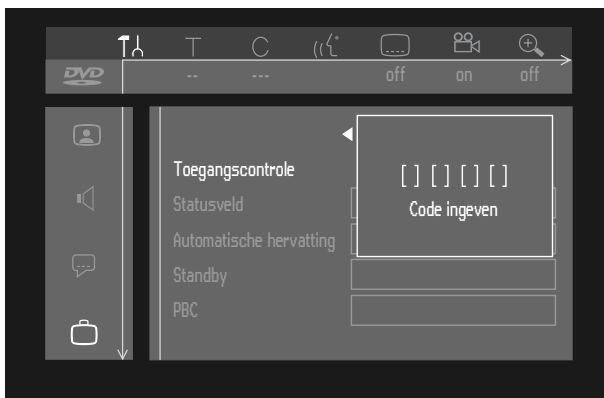 T C
DVD -- --- off on off
Toegangscontrole
[ ] [ ] [ ] [ ]
Code ingeven
Statusveld
Automatische hervatting
Standby
PBC